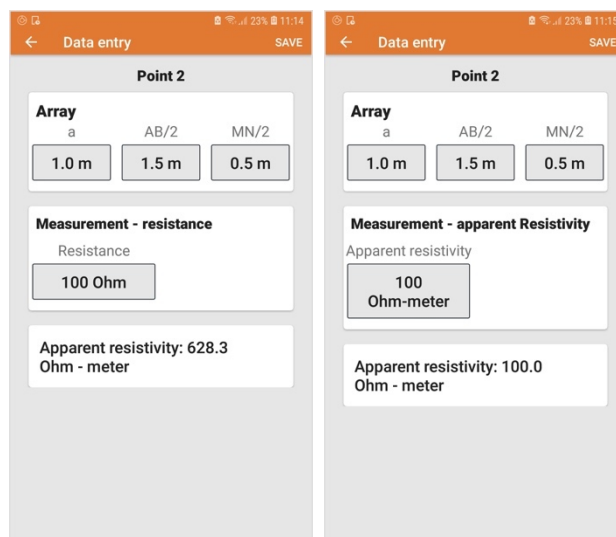 23% 11:14
Data entry SAVE
Point 2
Array
a AB/2 MN/2
1.0 m 1.5 m 0.5 m
Measurement - resistance
Resistance
100 Ohm
Apparent resistivity: 628.3
Ohm - meter
23% 11:15
Data entry SAVE
Point 2
Array
a AB/2 MN/2
1.0 m 1.5 m 0.5 m
Measurement - apparent Resistivity
Apparent resistivity
100
Ohm-meter
Apparent resistivity: 100.0
Ohm - meter